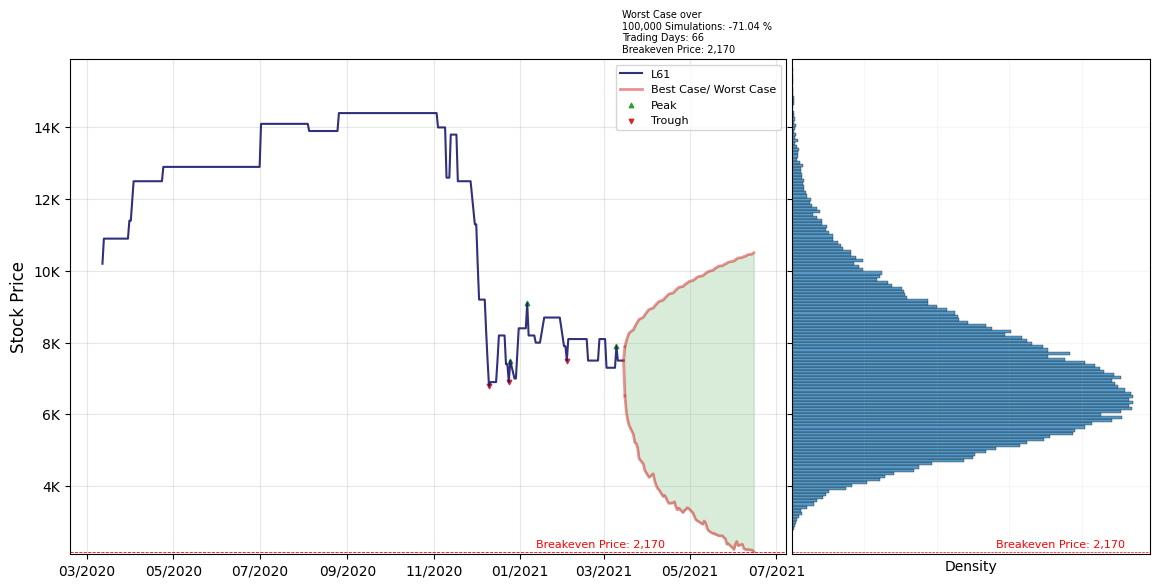 Worst Case over
100,000 Simulations: -71.04 %
Trading Days: 66
Breakeven Price: 2,170
L61
Best Case/ Worst Case
Peak
Trough
Stock Price
14K
12K
10K
8K
6K
4K
Breakeven Price: 2,170
Breakeven Price: 2,170
03/2020 05/2020 07/2020 09/2020 11/2020 01/2021 03/2021 05/2021 07/2021
Density